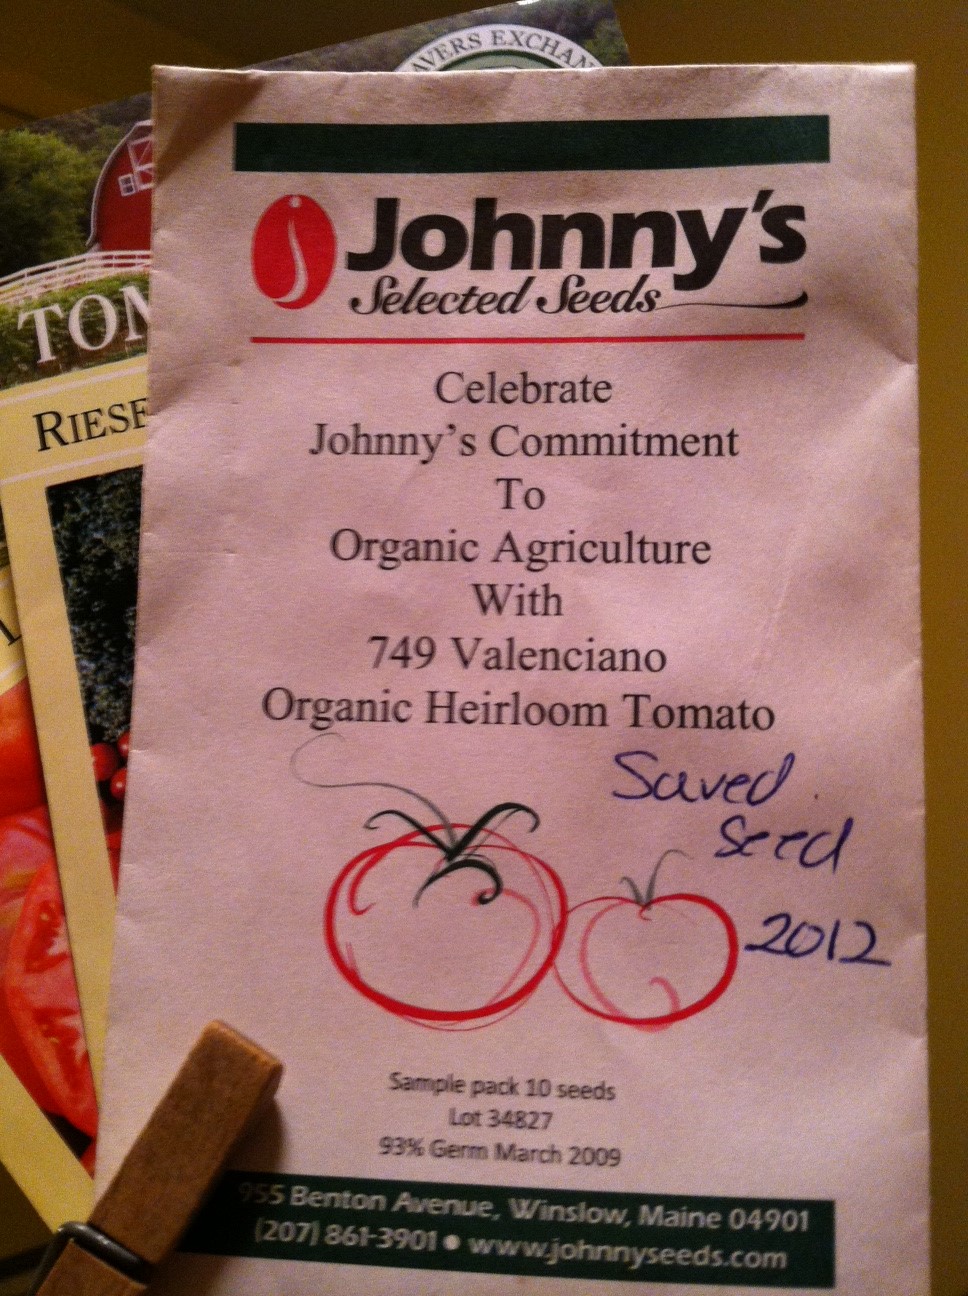 AVERS EXCHAN
TOM
RIESE
Johnny's
Selected Seeds
Celebrate
Johnny's Commitment
To
Organic Agriculture
With
749 Valenciano
Organic Heirloom Tomato
Saved
Seed
2012
Sample pack 10 seeds
Lot 34827
93% Germ March 2009
955 Benton Avenue, Winslow, Maine 04901
(207) 861-3901 • www.johnnyseeds.com